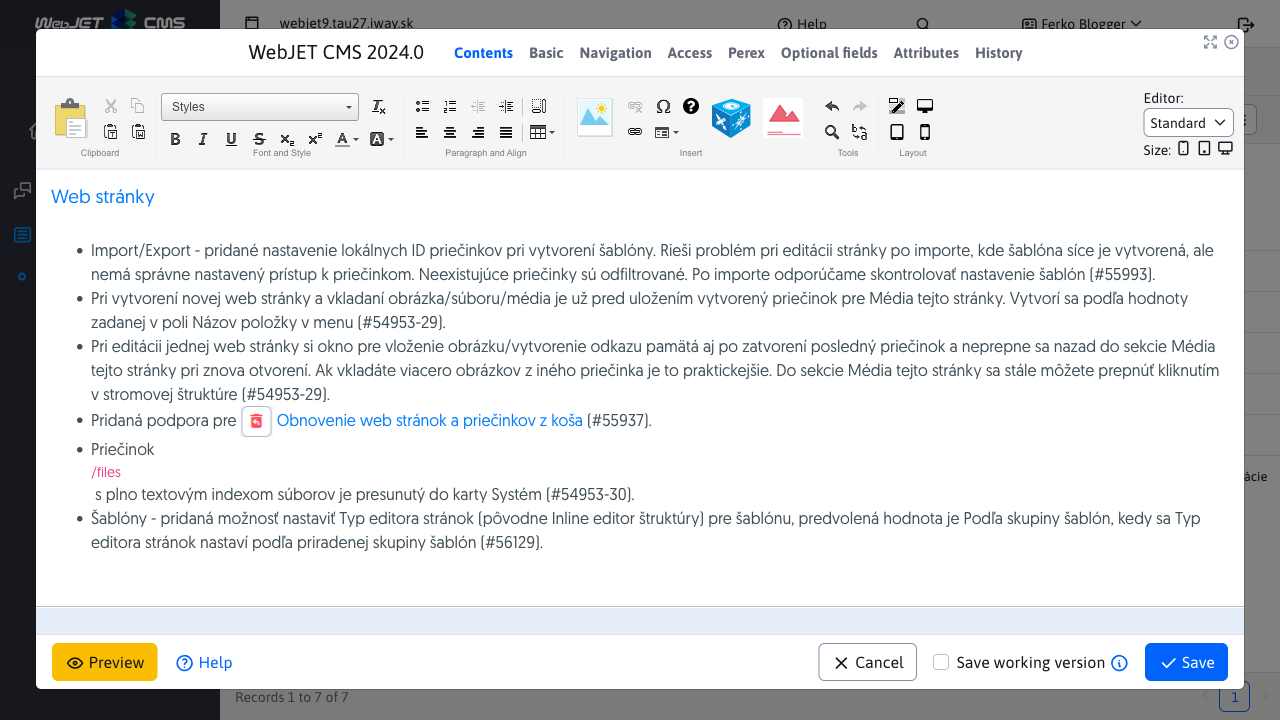 WebJET CMS
webjet9.tau27.iway.sk
Help
Ferko Blogger
WebJET CMS 2024.0
Contents
Basic
Navigation
Access
Perex
Optional fields
Attributes
History
Styles
Clipboard
Font and Style
Paragraph and Align
Insert
Tools
Layout
Editor:
Standard
Size:
Web stránky
Import/Export - pridané nastavenie lokálnych ID priečinkov pri vytvorení šablóny. Rieši problém pri editácii stránky po importe, kde šablóna síce je vytvorená, ale
nemá správne nastavený prístup k priečinkom. Neexistujúce priečinky sú odfiltrované. Po importe odporúčame skontrolovať nastavenie šablón (#55993).
Pri vytvorení novej web stránky a vkladaní obrázka/súboru/média je už pred uložením vytvorený priečinok pre Média tejto stránky. Vytvorí sa podľa hodnoty
zadanej v poli Názov položky v menu (#54953-29).
Pri editácii jednej web stránky si okno pre vloženie obrázku/vytvorenie odkazu pamätá aj po zatvorení posledný priečinok a neprepne sa nazad do sekcie Média
tejto stránky pri znova otvorení. Ak vkladáte viacero obrázkov z iného priečinka je to praktickejšie. Do sekcie Média tejto stránky sa stále môžete prepnúť kliknutím
v stromovej štruktúre (#54953-29).
Pridaná podpora pre Obnovenie web stránok a priečinkov z koša (#55937).
Priečinok
/files
s plno textovým indexom súborov je presunutý do karty Systém (#54953-30).
Šablóny - pridaná možnosť nastaviť Typ editora stránok (pôvodne Inline editor štruktúry) pre šablónu, predvolená hodnota je Podľa skupiny šablón, kedy sa Typ
editora stránok nastaví podľa priradenej skupiny šablón (#56129).
ácie
Preview
Help
Cancel
Save working version
Save
Records 1 to 7 of 7
1